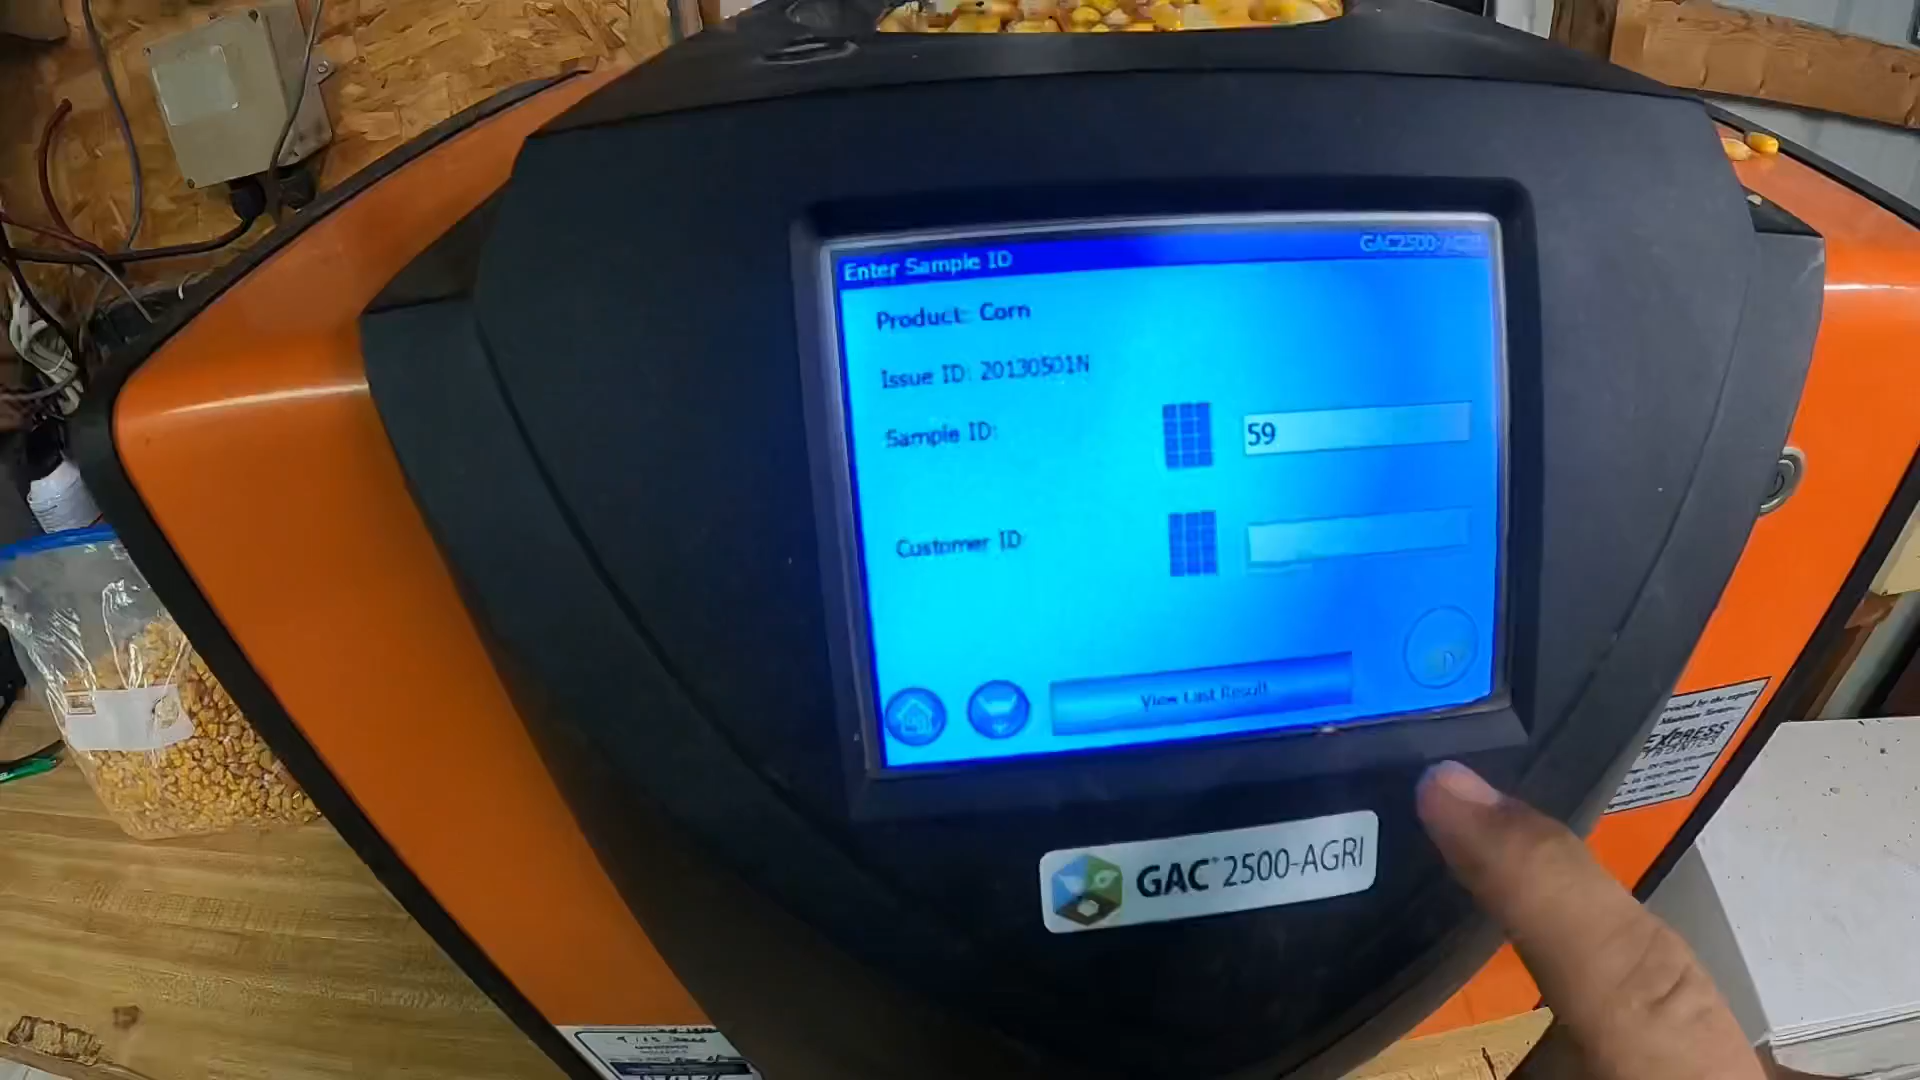 Enter Sample ID
GAC2500-AGRI
Product: Corn
Issue ID: 20130501N
Sample ID:
59
Customer ID
View Last Result
GAC 2500-AGRI
EXPRESS